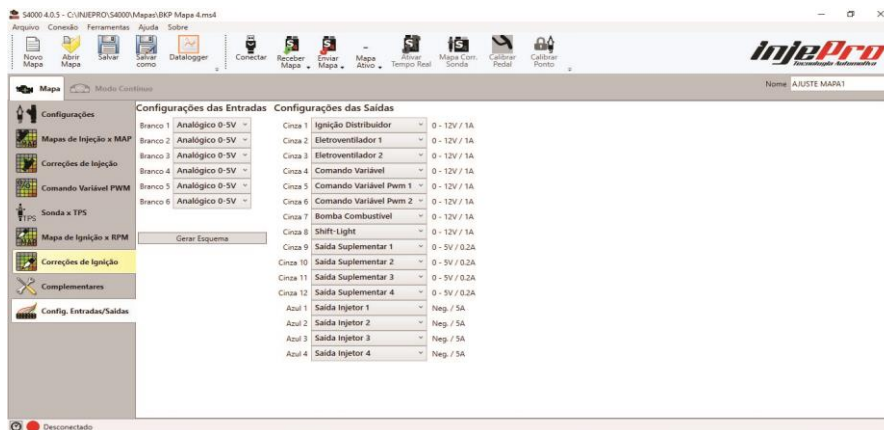 S4000 4.0.5 - C:\INJEPRO\S4000\Mapas\BKP Mapa 4.ms4
Arquivo Conexão Ferramentas Ajuda Sobre
Novo Mapa
Abrir Mapa
Salvar
Salvar como
Datalogger
Conectar
Receber Mapa
Enviar Mapa
Mapa Ativo
Ativar Tempo Real
Mapa Corr. Sonda
Calibrar Pedal
Calibrar Ponto
InjePro
Tecnologia Automotiva
Mapa
Modo Contínuo
Nome AJUSTE MAPA1
Configurações
Mapas de Injeção x MAP
Correções de Injeção
Comando Variável PWM
Sonda x TPS
Mapa de Ignição x RPM
Correções de Ignição
Complementares
Config. Entradas/Saídas
Configurações das Entradas
Branco 1 Analógico 0-5V
Branco 2 Analógico 0-5V
Branco 3 Analógico 0-5V
Branco 4 Analógico 0-5V
Branco 5 Analógico 0-5V
Branco 6 Analógico 0-5V
Gerar Esquema
Configurações das Saídas
Cinza 1 Ignição Distribuidor 0 - 12V / 1A
Cinza 2 Eletroventilador 1 0 - 12V / 1A
Cinza 3 Eletroventilador 2 0 - 12V / 1A
Cinza 4 Comando Variável 0 - 12V / 1A
Cinza 5 Comando Variável Pwm 1 0 - 12V / 1A
Cinza 6 Comando Variável Pwm 2 0 - 12V / 1A
Cinza 7 Bomba Combustível 0 - 12V / 1A
Cinza 8 Shift-Light 0 - 12V / 1A
Cinza 9 Saída Suplementar 1 0 - 5V / 0.2A
Cinza 10 Saída Suplementar 2 0 - 5V / 0.2A
Cinza 11 Saída Suplementar 3 0 - 5V / 0.2A
Cinza 12 Saída Suplementar 4 0 - 5V / 0.2A
Azul 1 Saída Injetor 1 Neg. / 5A
Azul 2 Saída Injetor 2 Neg. / 5A
Azul 3 Saída Injetor 3 Neg. / 5A
Azul 4 Saída Injetor 4 Neg. / 5A
Desconectado